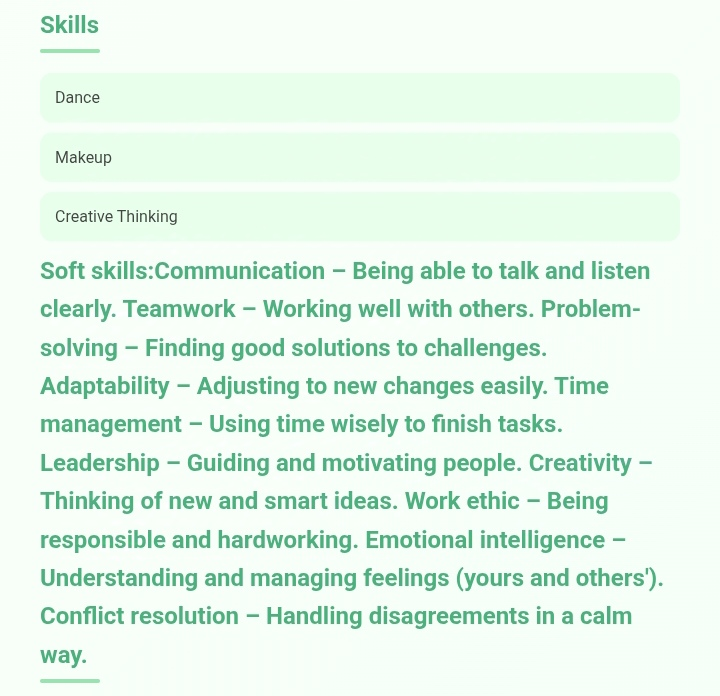 Skills
Dance
Makeup
Creative Thinking
Soft skills:Communication – Being able to talk and listen
clearly. Teamwork – Working well with others. Problem-
solving – Finding good solutions to challenges.
Adaptability – Adjusting to new changes easily. Time
management – Using time wisely to finish tasks.
Leadership – Guiding and motivating people. Creativity –
Thinking of new and smart ideas. Work ethic – Being
responsible and hardworking. Emotional intelligence –
Understanding and managing feelings (yours and others').
Conflict resolution – Handling disagreements in a calm
way.